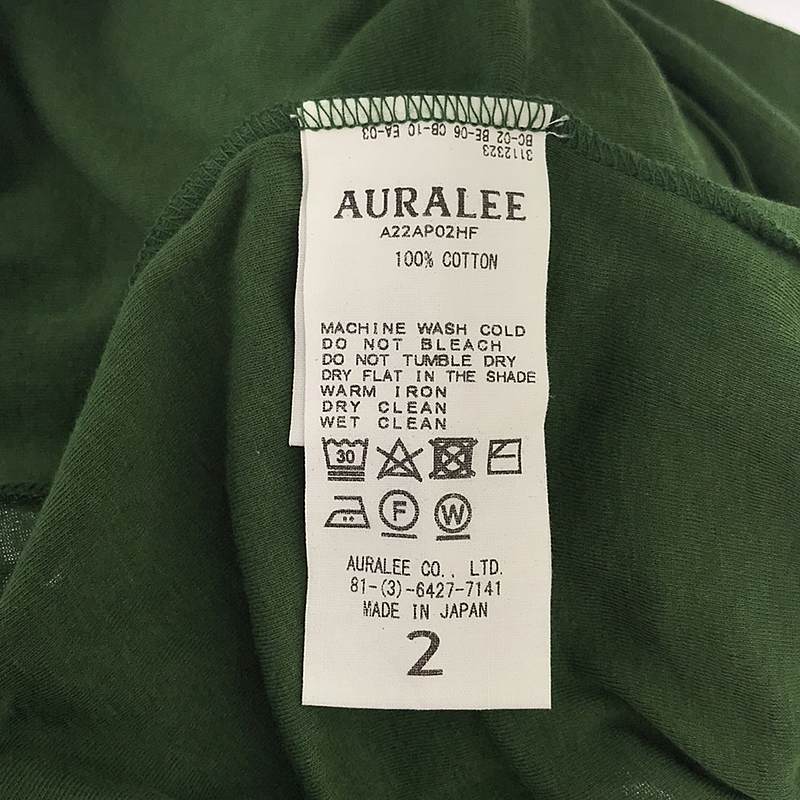 BC-02 BE-06 CB-10 EA-03
3112323
AURALEE
A22AP02HF
100% COTTON
MACHINE WASH COLD
DO NOT BLEACH
DO NOT TUMBLE DRY
DRY FLAT IN THE SHADE
WARM IRON
DRY CLEAN
WET CLEAN
30
F W
AURALEE CO., LTD.
81-(3)-6427-7141
MADE IN JAPAN
2